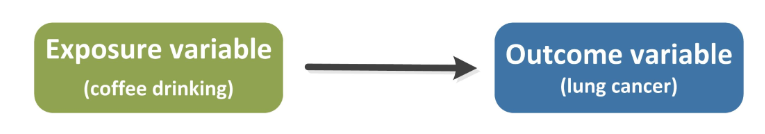 Exposure variable
(coffee drinking)
Outcome variable
(lung cancer)